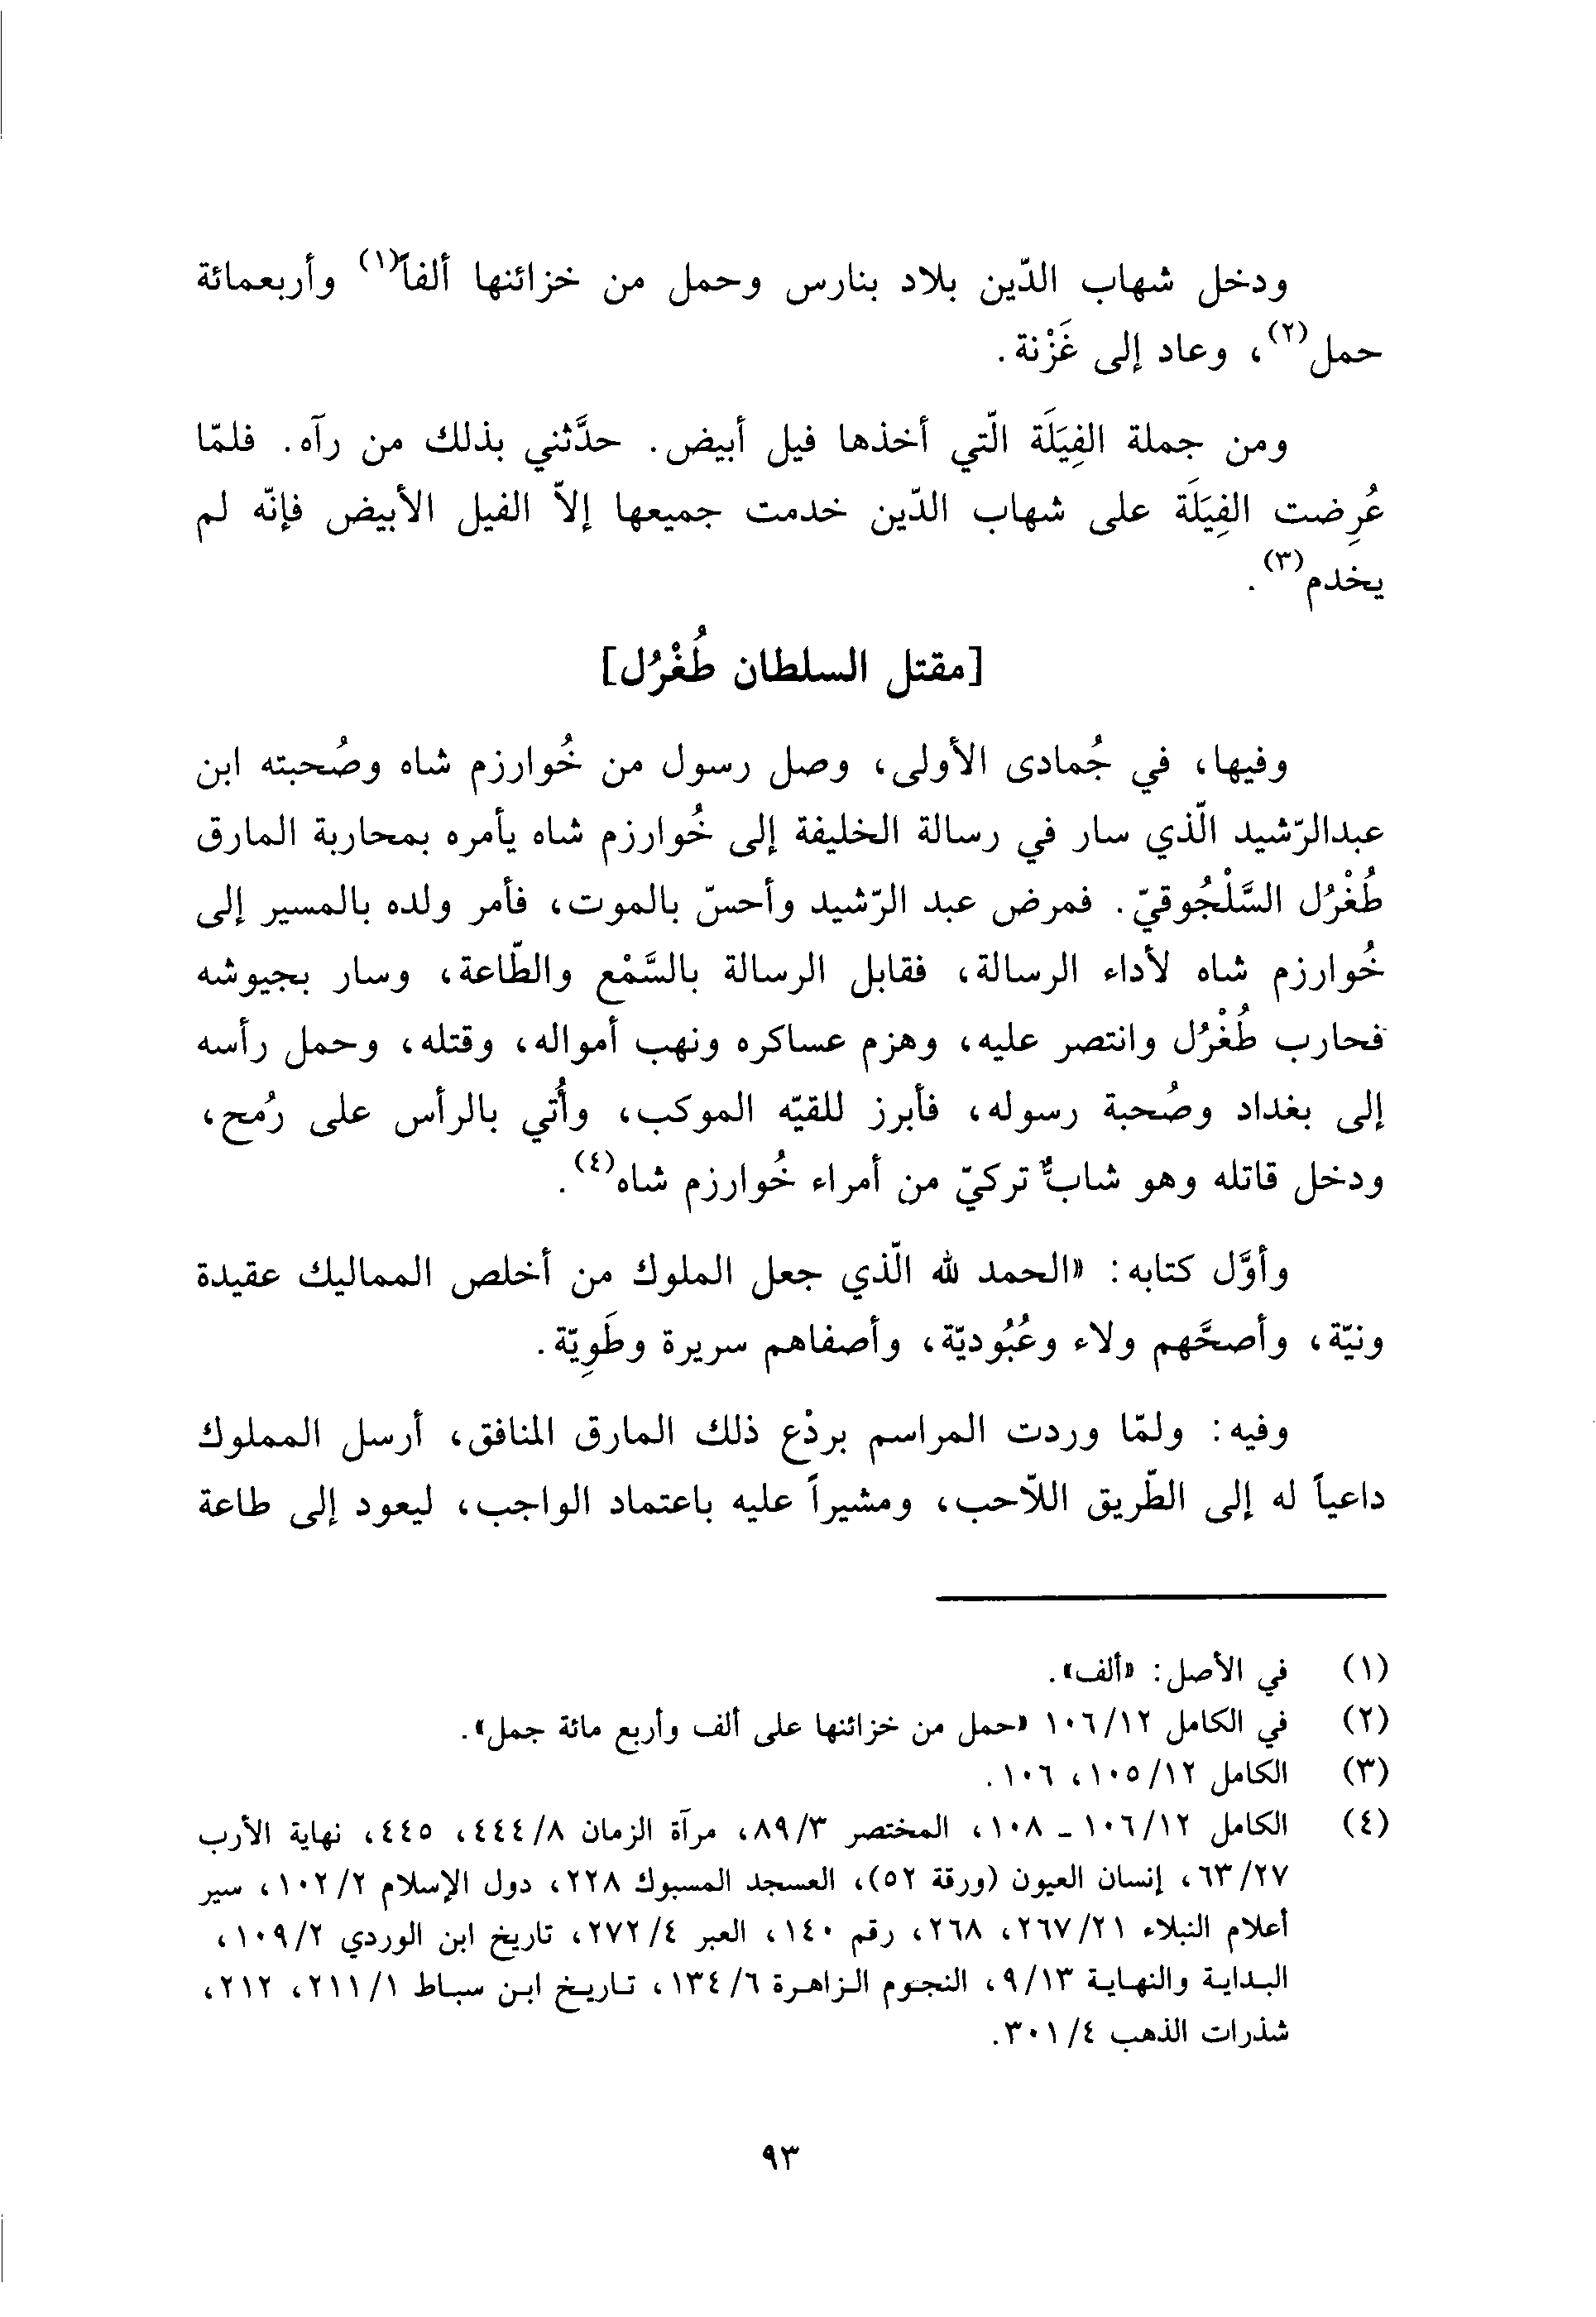 ودخل شهاب الدّين بلاد بنارس وحمل من خزائنها ألفاً(١) وأربعمائة
حمل(٢)، وعاد إلى غَزْنة.
ومن جملة الفِيَلَة الّتي أخذها فيل أبيض. حدَّثني بذلك من رآه. فلمّا
عُرِضت الفِيَلَة على شهاب الدّين خدمت جميعها إلاّ الفيل الأبيض فإنّه لم
يخدم(٣).
[مقتل السلطان طُغْرُل]
وفيها، في جُمادى الأولى، وصل رسول من خُوارزم شاه وصُحبته ابن
عبدالرّشيد الّذي سار في رسالة الخليفة إلى خُوارزم شاه يأمره بمحاربة المارق
طُغْرُل السَّلْجُوقيّ. فمرض عبد الرّشيد وأحسّ بالموت، فأمر ولده بالمسير إلى
خُوارزم شاه لأداء الرسالة، فقابل الرسالة بالسَّمْع والطّاعة، وسار بجيوشه
فحارب طُغْرُل وانتصر عليه، وهزم عساكره ونهب أمواله، وقتله، وحمل رأسه
إلى بغداد وصُحبة رسوله، فأبرز للقيّه الموكب، وأُتي بالرأس على رُمح،
ودخل قاتله وهو شابٌّ تركيّ من أمراء خُوارزم شاه(٤).
وأوَّل كتابه: «الحمد لله الّذي جعل الملوك من أخلص المماليك عقيدة
ونيّة، وأصحَّهم ولاء وعُبُوديّة، وأصفاهم سريرة وطَوِيّة.
وفيه: ولمّا وردت المراسم بردْع ذلك المارق المنافق، أرسل المملوك
داعياً له إلى الطّريق اللاّحب، ومشيراً عليه باعتماد الواجب، ليعود إلى طاعة
(١) في الأصل: «ألف».
(٢) في الكامل ١٠٦/١٢ «حمل من خزائنها على ألف وأربع مائة جمل».
(٣) الكامل ١٠٥/١٢، ١٠٦.
(٤) الكامل ١٠٦/١٢ ـ ١٠٨، المختصر ٨٩/٣، مرآة الزمان ٤٤٤/٨، ٤٤٥، نهاية الأرب
٦٣/٢٧، إنسان العيون (ورقة ٥٢)، العسجد المسبوك ٢٢٨، دول الإسلام ١٠٢/٢، سير
أعلام النبلاء ٢٦٧/٢١، ٢٦٨، رقم ١٤٠، العبر ٢٧٢/٤، تاريخ ابن الوردي ١٠٩/٢،
البداية والنهاية ٩/١٣، النجوم الزاهرة ١٣٤/٦، تاريخ ابن سباط ٢١١/١، ٢١٢،
شذرات الذهب ٣٠١/٤.
٩٣